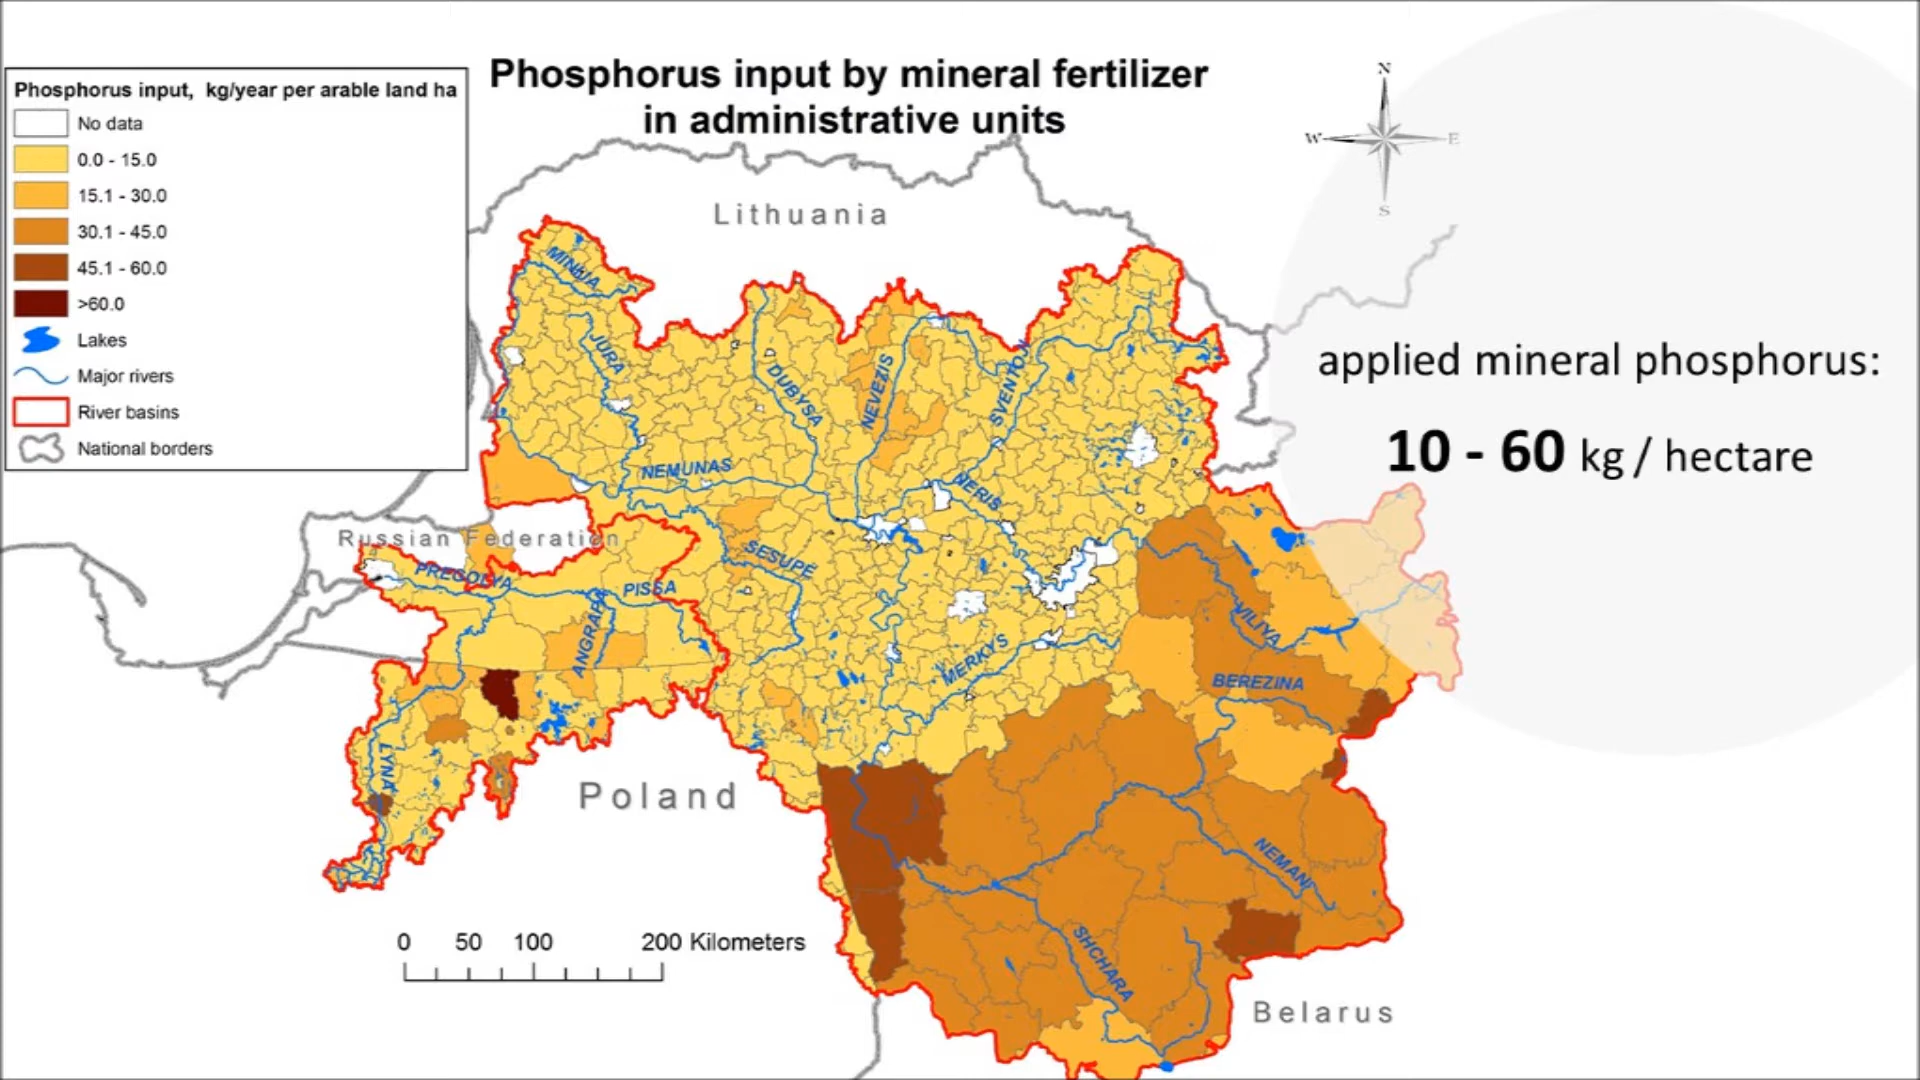 Phosphorus input by mineral fertilizer
in administrative units
Phosphorus input, kg/year per arable land ha
No data
0.0 - 15.0
15.1 - 30.0
30.1 - 45.0
45.1 - 60.0
>60.0
Lakes
Major rivers
River basins
National borders
N
W
E
S
Lithuania
MINIJA
JURA
DUBYSA
NEVEZIS
SVENTOJI
NEMUNAS
NERIS
Russian Federation
PREGOLYA
PISSA
ANGRAPA
SESUPE
MERKYS
VILIYA
BEREZINA
LYNA
Poland
NEMAN
SHCHARA
Belarus
0 50 100 200 Kilometers
applied mineral phosphorus:
10 - 60 kg / hectare